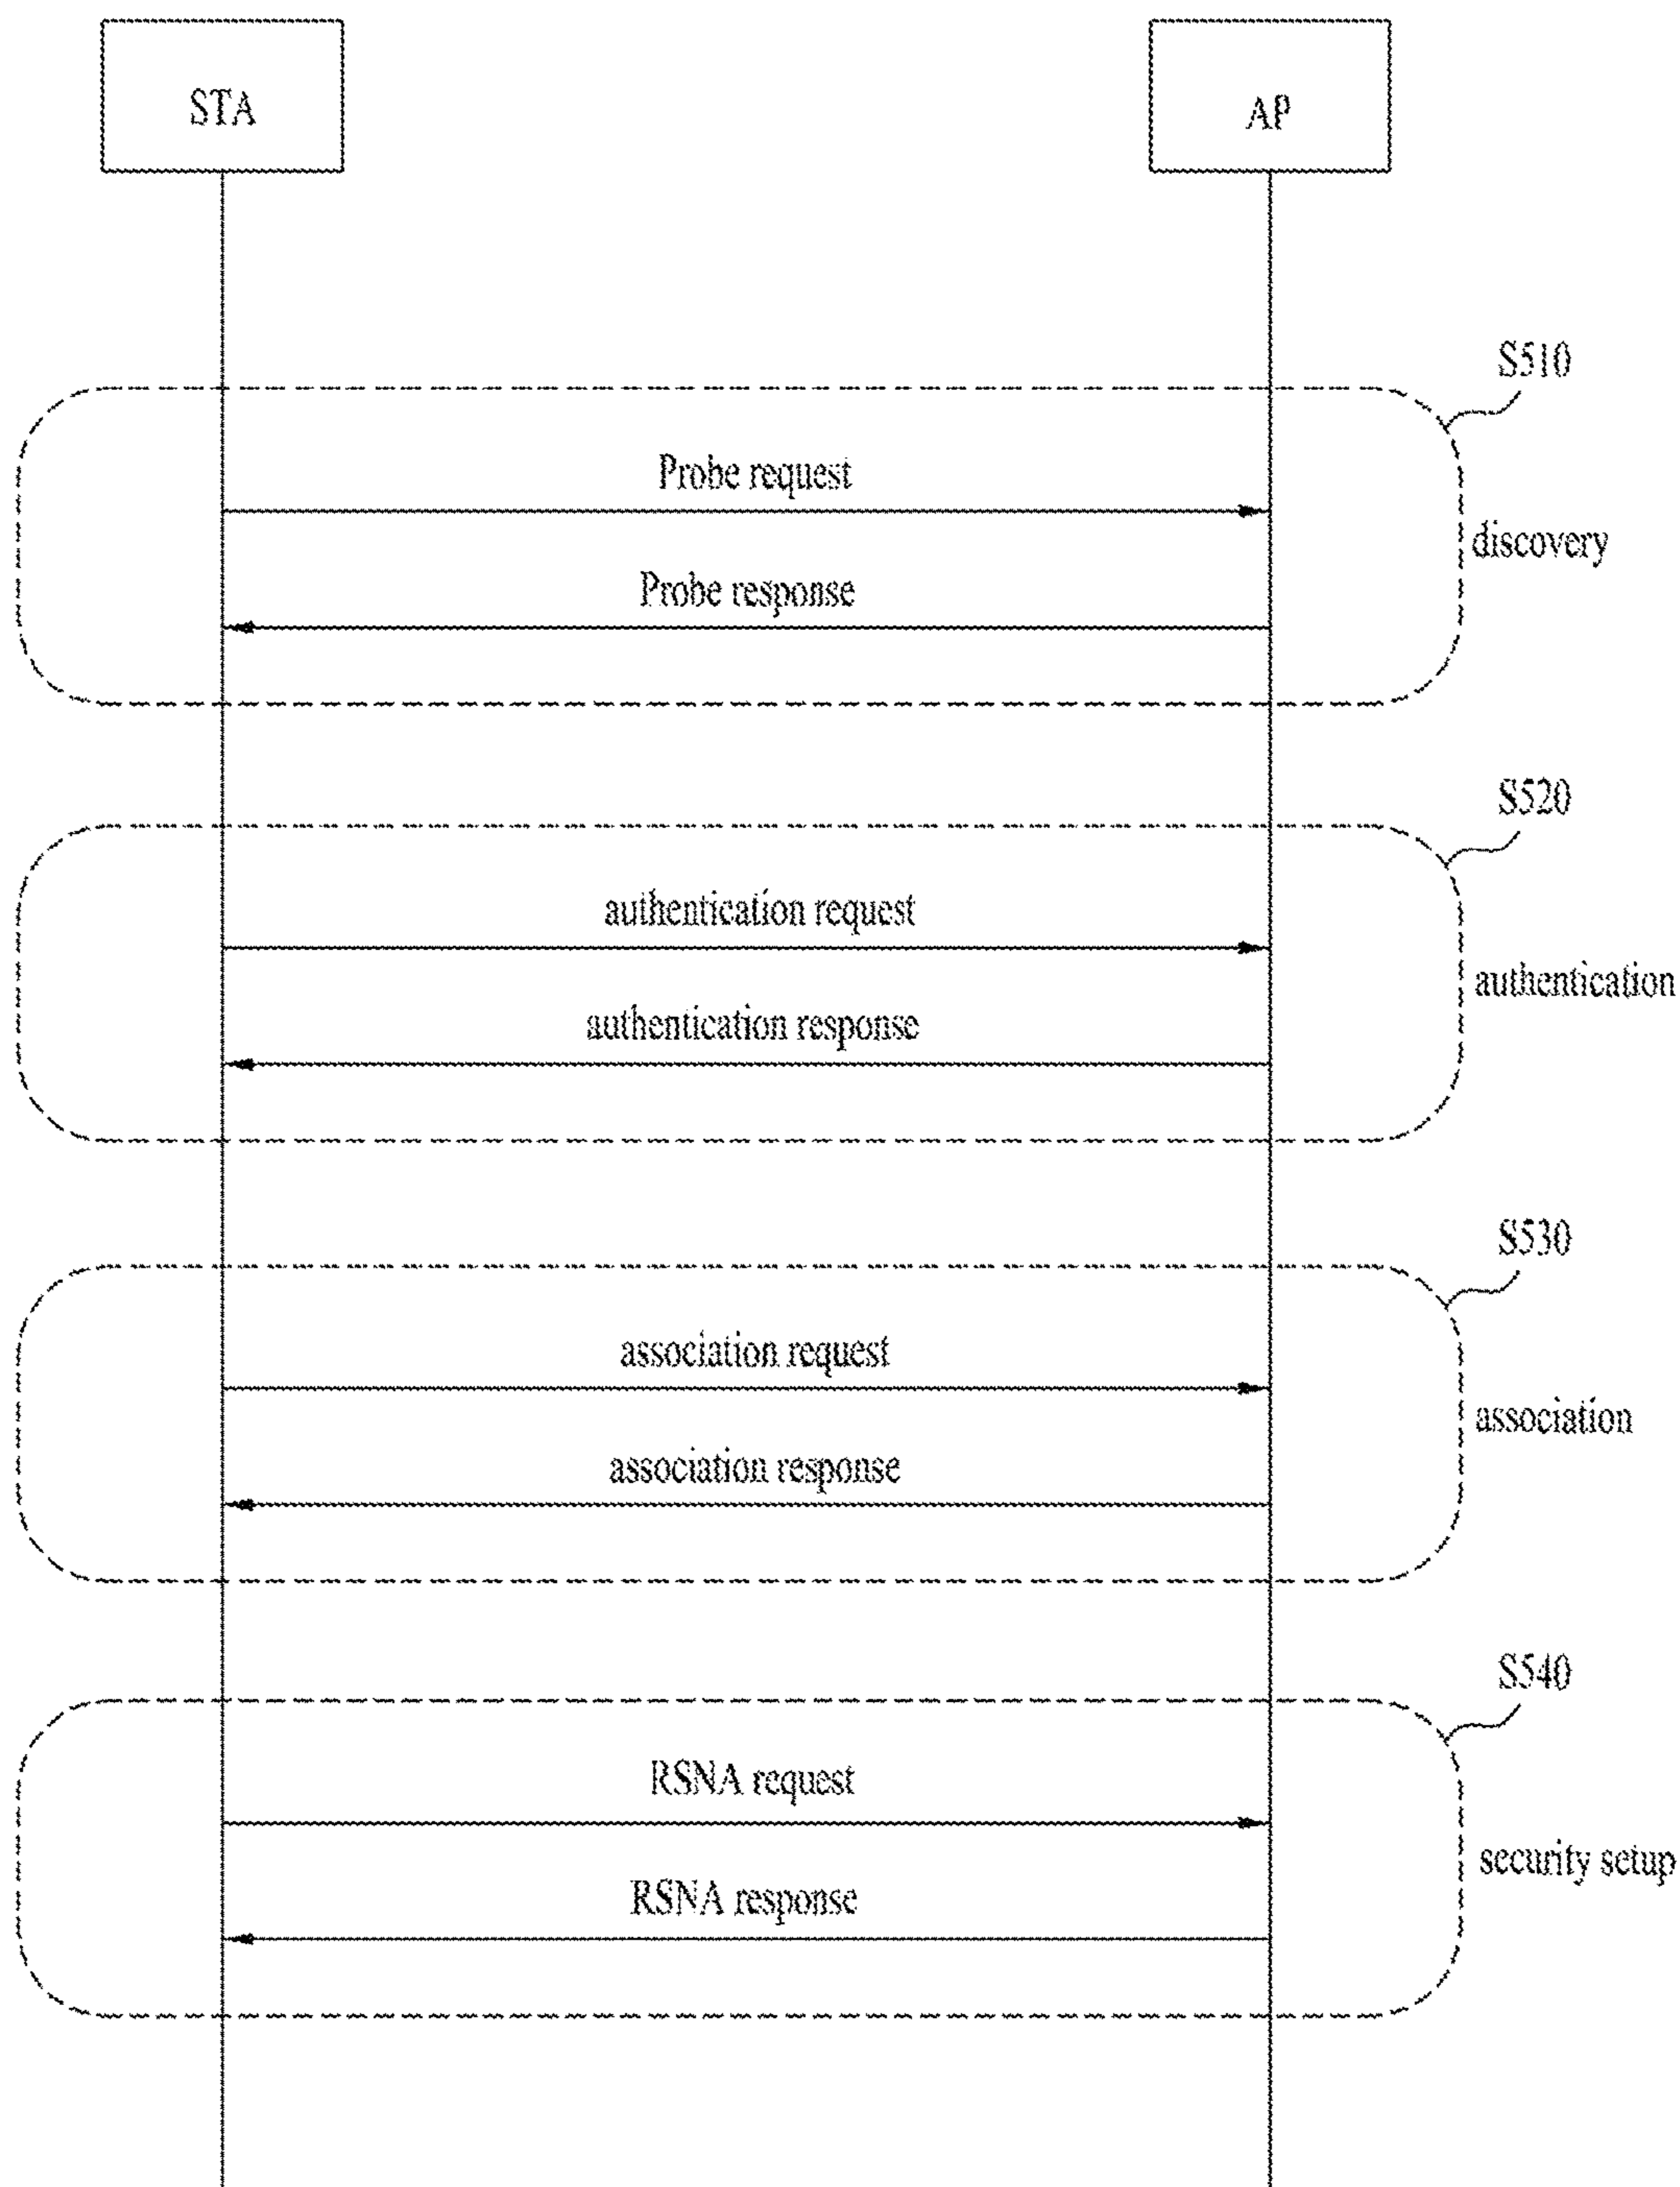 STA
AP
S510
Probe request
discovery
Probe response
S520
authentication request
authentication
authentication response
S530
association request
association
association response
S540
RSNA request
security setup
RSNA response